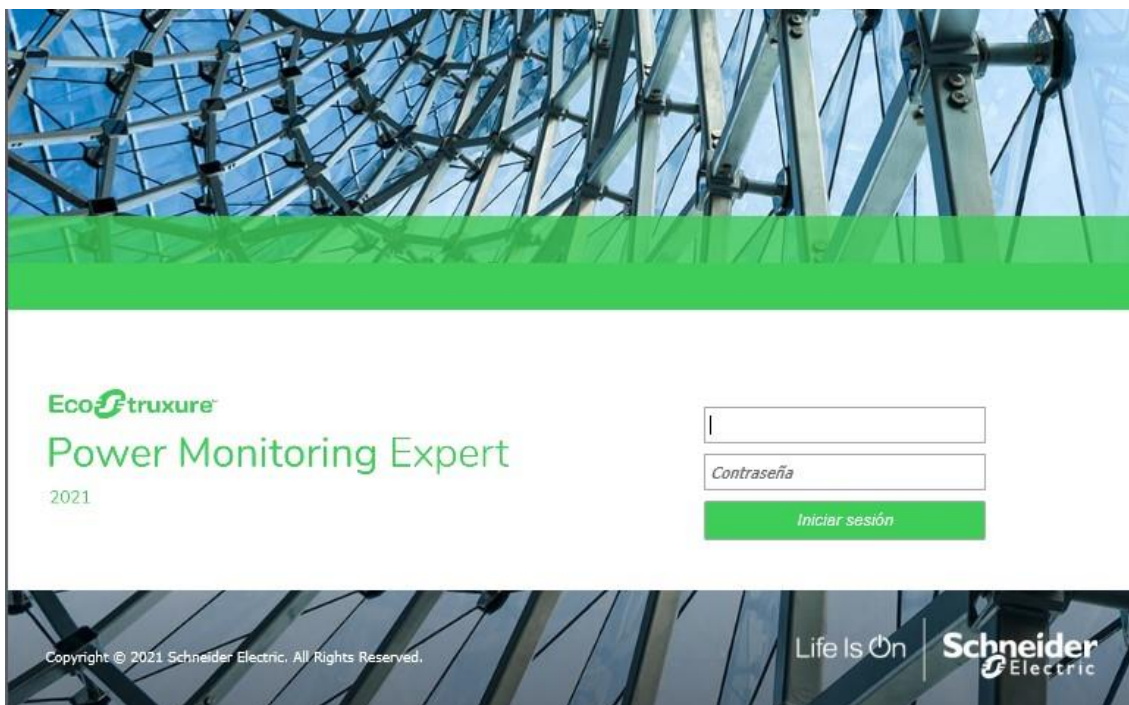 EcoStruxure™
Power Monitoring Expert
2021
Contraseña
Iniciar sesión
Copyright © 2021 Schneider Electric. All Rights Reserved.
Life Is On
Schneider
Electric